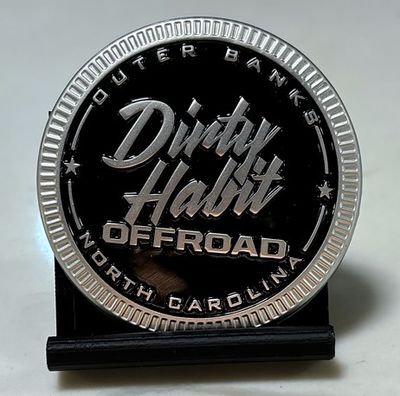 OUTER BANKS
Dirty
Habit
OFFROAD
NORTH CAROLINA